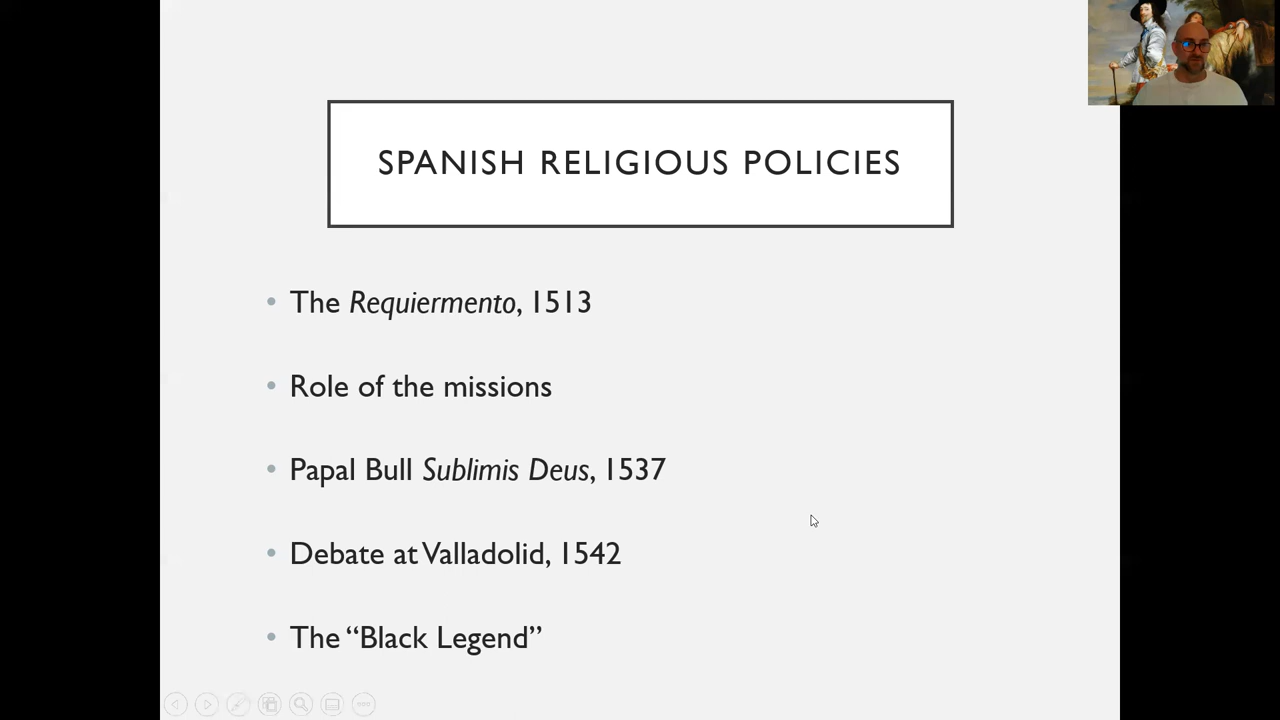 SPANISH RELIGIOUS POLICIES
• The Requiermento, 1513
• Role of the missions
• Papal Bull Sublimis Deus, 1537
• Debate at Valladolid, 1542
• The “Black Legend”